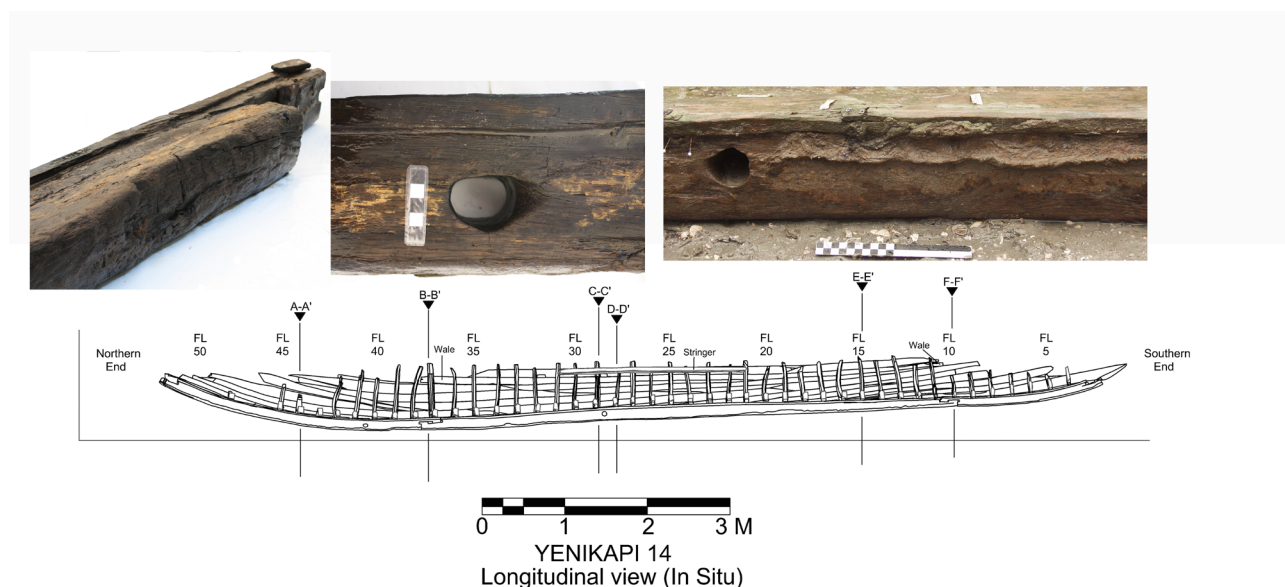 A-A'
B-B'
C-C'
D-D'
E-E'
F-F'
Northern
End
FL
50
FL
45
FL
40
Wale
FL
35
FL
30
FL
25
Stringer
FL
20
FL
15
Wale
FL
10
FL
5
Southern
End
0 1 2 3 M
YENIKAPI 14
Longitudinal view (In Situ)